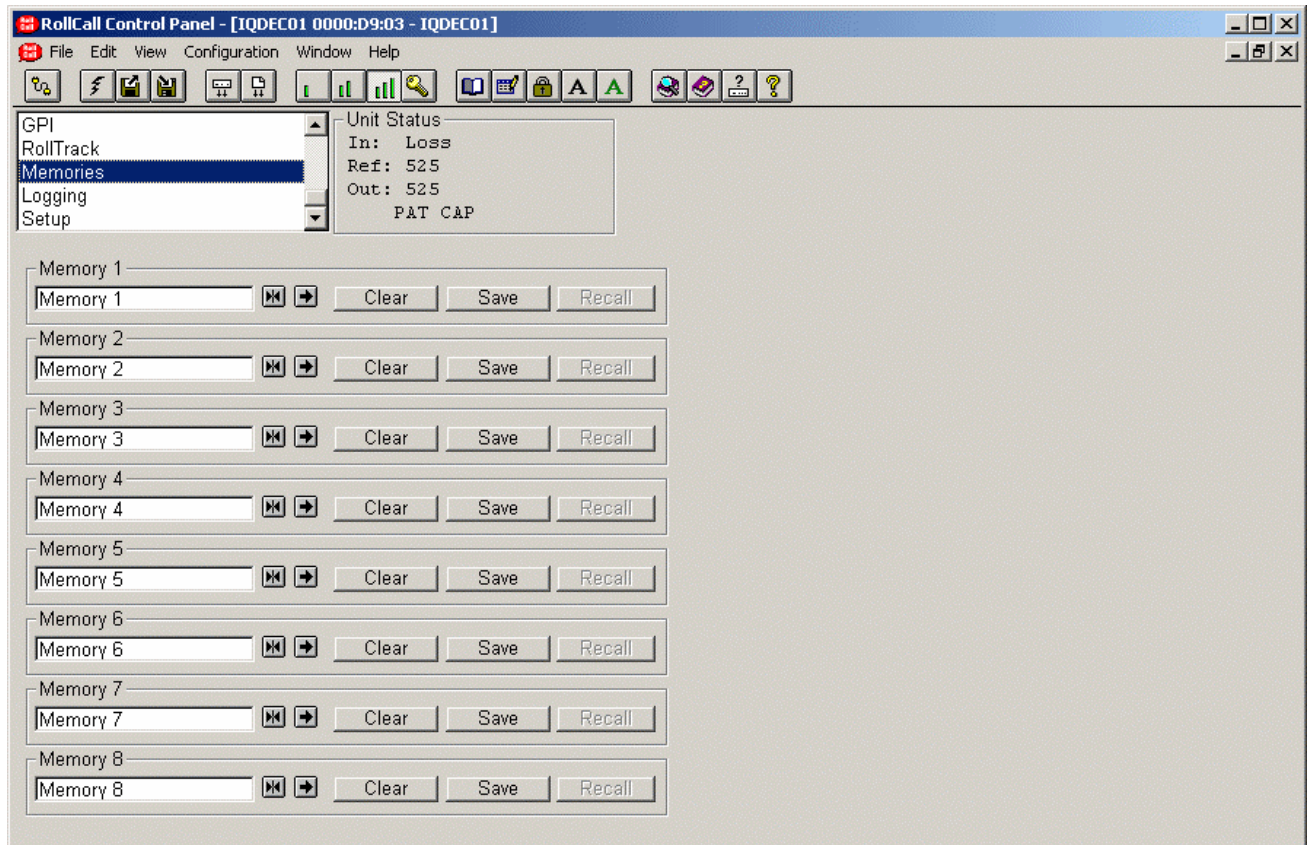 RollCall Control Panel - [IQDEC01 0000:D9:03 - IQDEC01]
File Edit View Configuration Window Help
A A ? ?
GPI
RollTrack
Memories
Logging
Setup
Unit Status
In: Loss
Ref: 525
Out: 525
PAT CAP
Memory 1
Memory 1 Clear Save Recall
Memory 2
Memory 2 Clear Save Recall
Memory 3
Memory 3 Clear Save Recall
Memory 4
Memory 4 Clear Save Recall
Memory 5
Memory 5 Clear Save Recall
Memory 6
Memory 6 Clear Save Recall
Memory 7
Memory 7 Clear Save Recall
Memory 8
Memory 8 Clear Save Recall